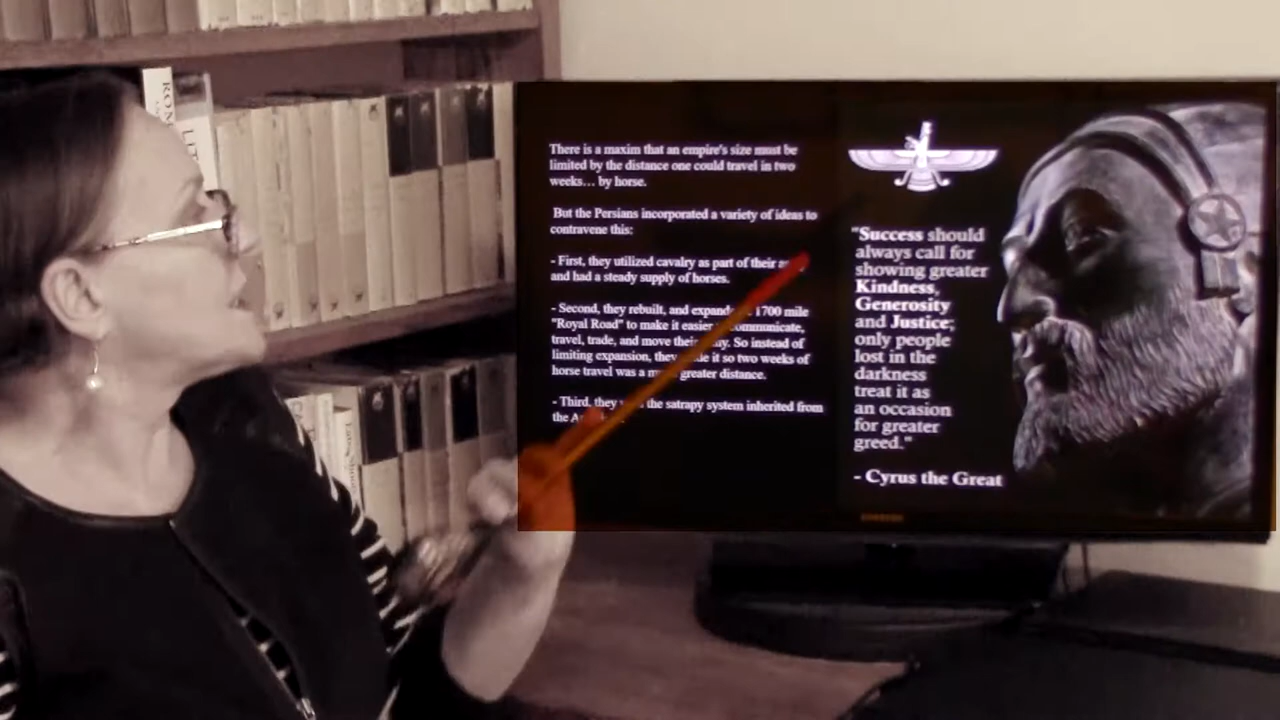 ROM
There is a maxim that an empire's size must be
limited by the distance one could travel in two
weeks... by horse.
But the Persians incorporated a variety of ideas to
contravene this:
- First, they utilized cavalry as part of their
and had a steady supply of horses.
- Second, they rebuilt, and 1700 mile
"Royal Road" to make it easier communicate,
travel, trade, and move their So instead of
limiting expansion, they it so two weeks of
horse travel was a greater distance.
- Third, they the satrapy system inherited from
the
"Success should
always call for
showing greater
Kindness,
Generosity
and Justice;
only people
lost in the
darkness
treat it as
an occasion
for greater
greed."
- Cyrus the Great